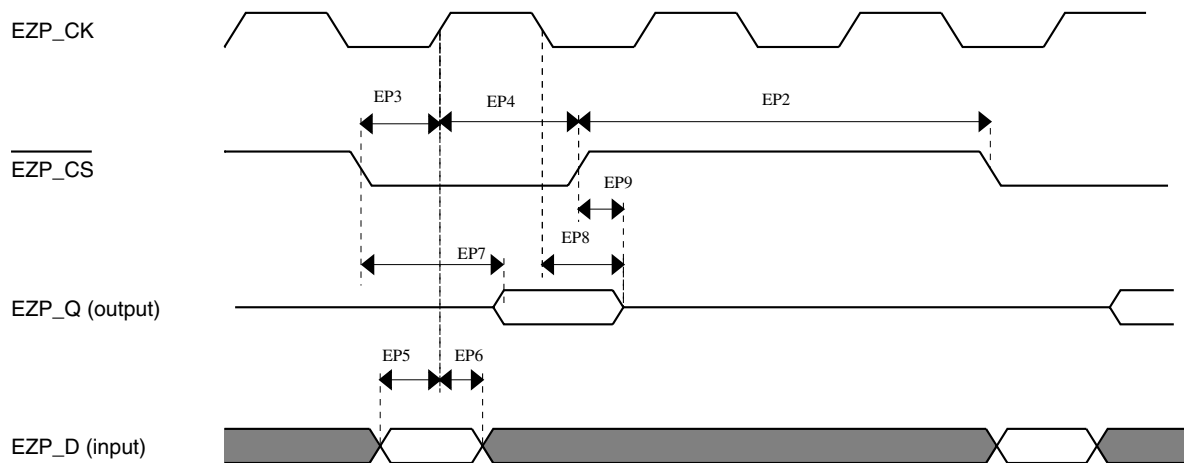 EZP_CK
EP3
EP4
EP2
EZP_CS
EP9
EP8
EP7
EZP_Q (output)
EP5
EP6
EZP_D (input)